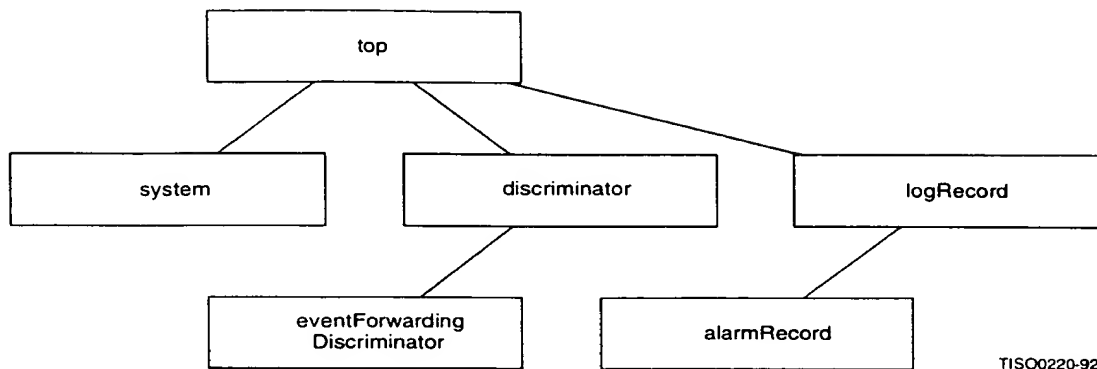 top
system
discriminator
logRecord
eventForwarding
Discriminator
alarmRecord
TISO0220-92